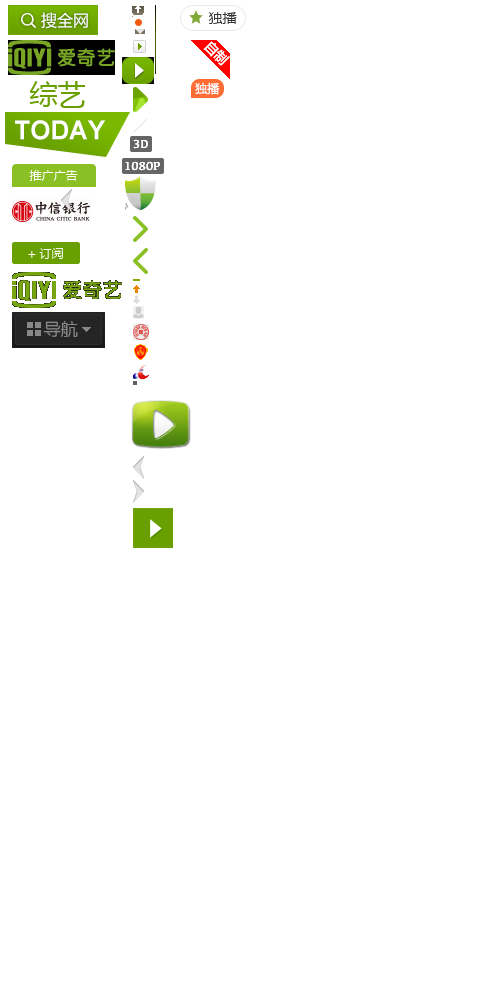 搜全网
独播
iQIYI 爱奇艺
自制
综艺
独播
TODAY
3D
1080P
推广广告
中信银行
CHINA CITIC BANK
+ 订阅
iQIYI 爱奇艺
导航